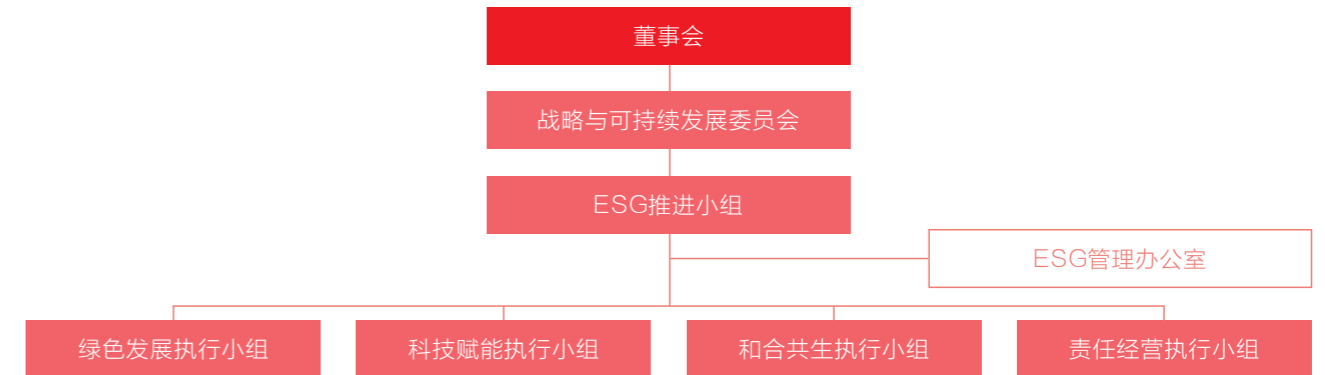 董事会
战略与可持续发展委员会
ESG推进小组
ESG管理办公室
绿色发展执行小组
科技赋能执行小组
和合共生执行小组
责任经营执行小组